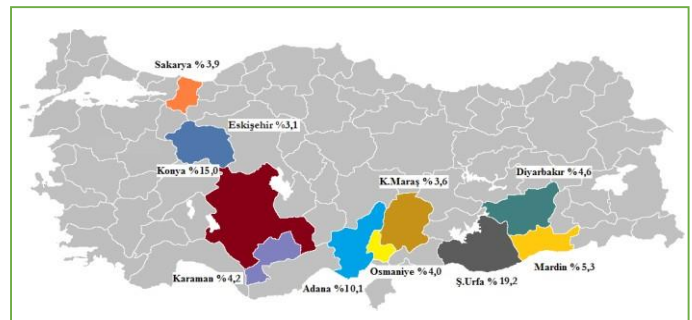 Sakarya % 3,9
Eskişehir %3,1
Konya %15,0
K.Maraş % 3,6
Diyarbakır % 4,6
Karaman % 4,2
Adana %10,1
Osmaniye % 4,0
Ş.Urfa % 19,2
Mardin % 5,3